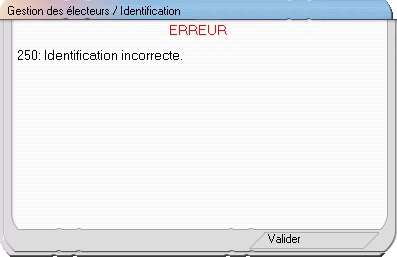 Gestion des électeurs / Identification
ERREUR
250: Identification incorrecte.
Valider